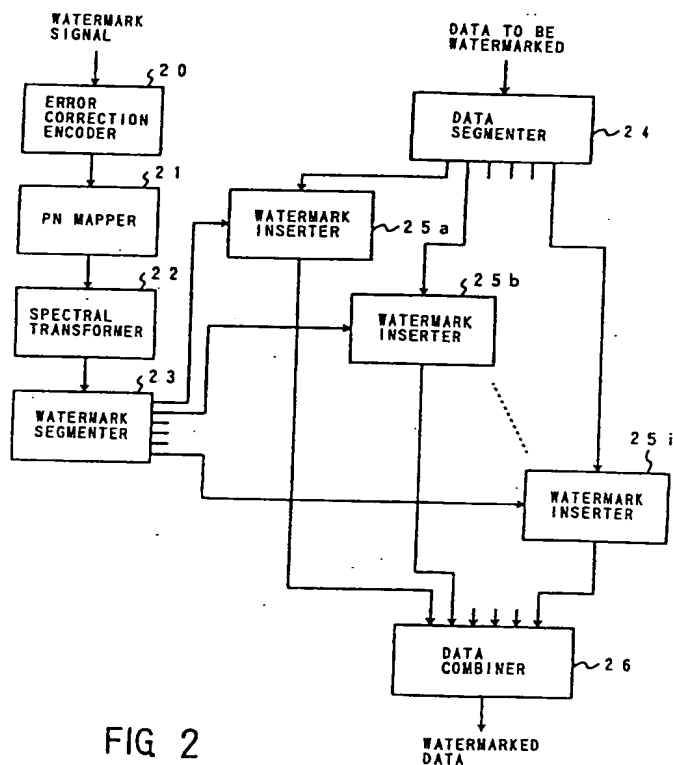 WATERMARK
SIGNAL
20
ERROR
CORRECTION
ENCODER
21
PN MAPPER
22
SPECTRAL
TRANSFORMER
23
WATERMARK
SEGMENTER
DATA TO BE
WATERMARKED
DATA
SEGMENTER
24
WATERMARK
INSERTER
25a
25b
WATERMARK
INSERTER
25i
WATERMARK
INSERTER
DATA
COMBINER
26
WATERMARKED
DATA
FIG 2